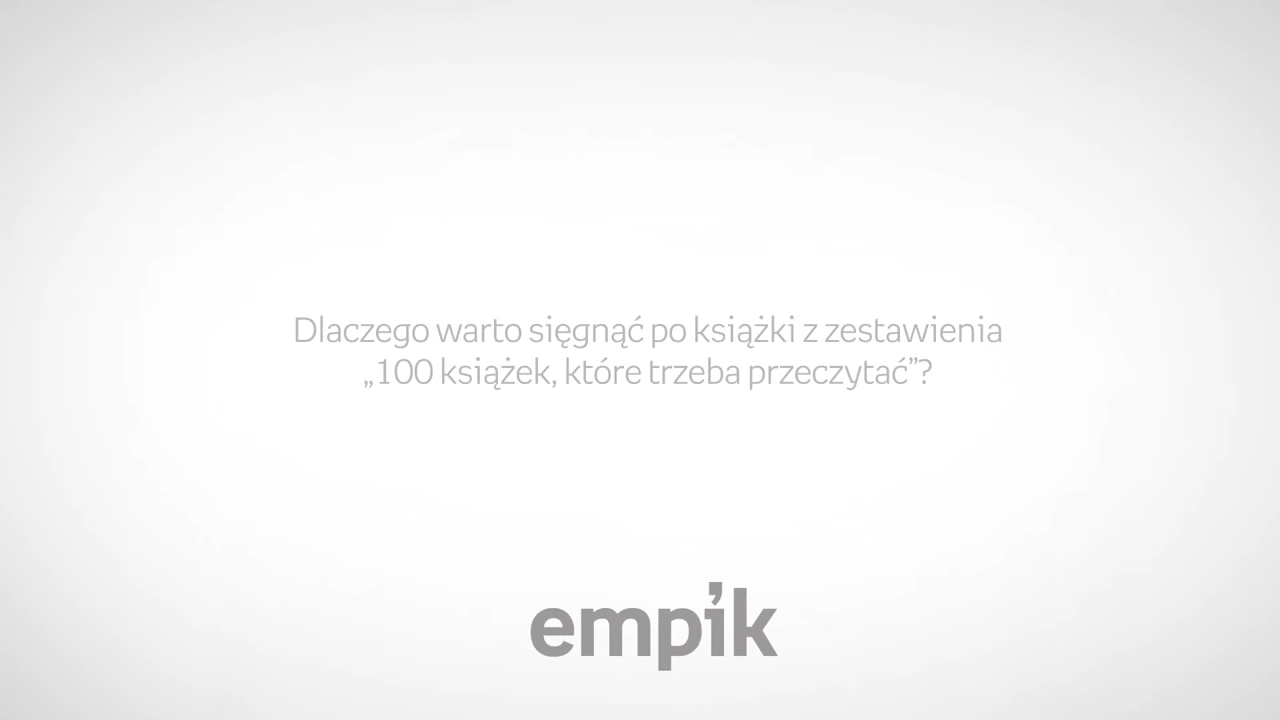 Dlaczego warto sięgnąć po książki z zestawienia
„100 książek, które trzeba przeczytać”?
empik